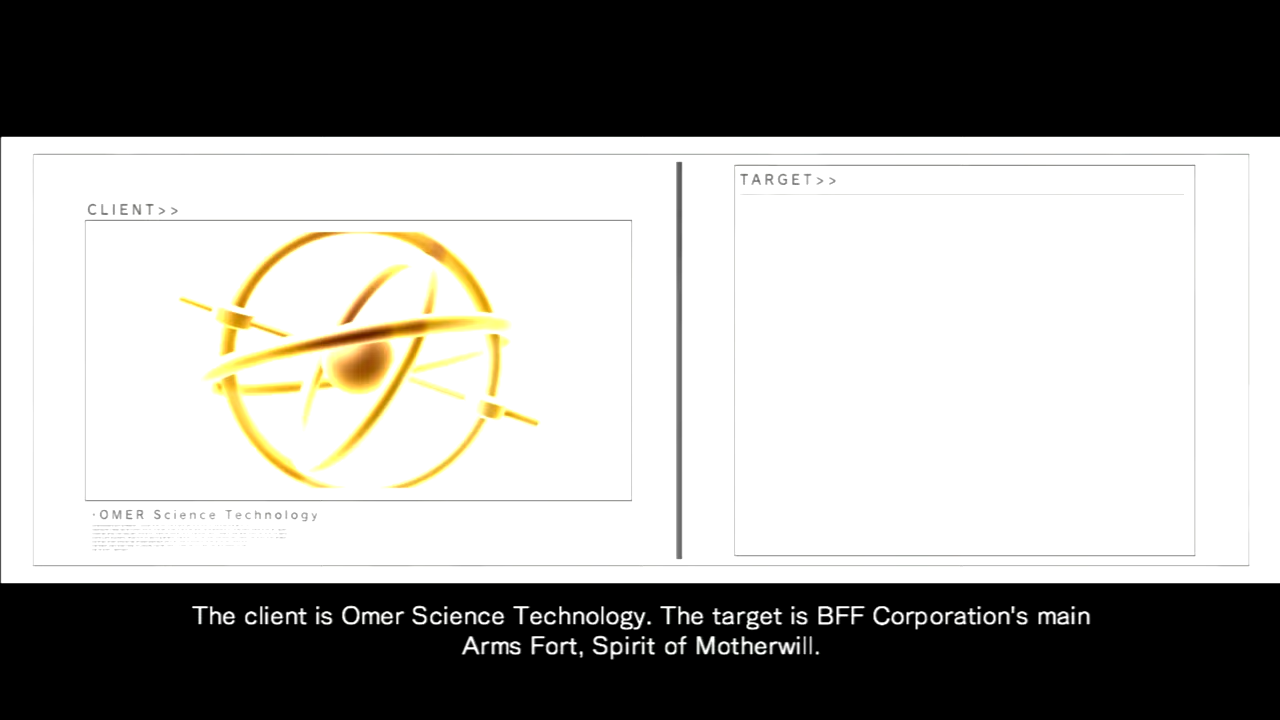 CLIENT>>
TARGET>>
·OMER Science Technology
The client is Omer Science Technology. The target is BFF Corporation's main
Arms Fort, Spirit of Motherwill.